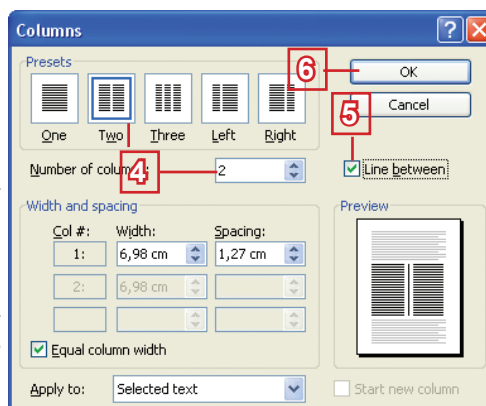 Columns
Presets
6
OK
5
Cancel
One Two Three Left Right
4
Number of columns: 2
Line between
Width and spacing
Preview
Col #: Width: Spacing:
1: 6,98 cm 1,27 cm
2: 6,98 cm
Equal column width
Apply to: Selected text
Start new column